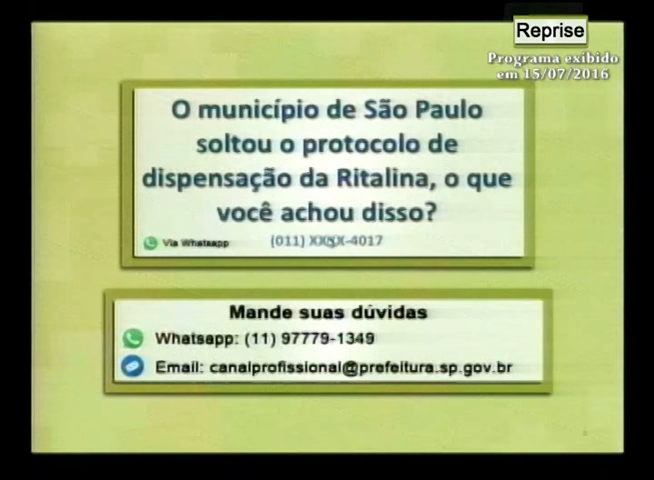 Reprise
Programa exibido
em 15/07/2016
O município de São Paulo
soltou o protocolo de
dispensação da Ritalina, o que
você achou disso?
Via Whatsapp
(011) XXXX-4017
Mande suas dúvidas
Whatsapp: (11) 97779-1349
Email: canalprofissional@prefeitura.sp.gov.br